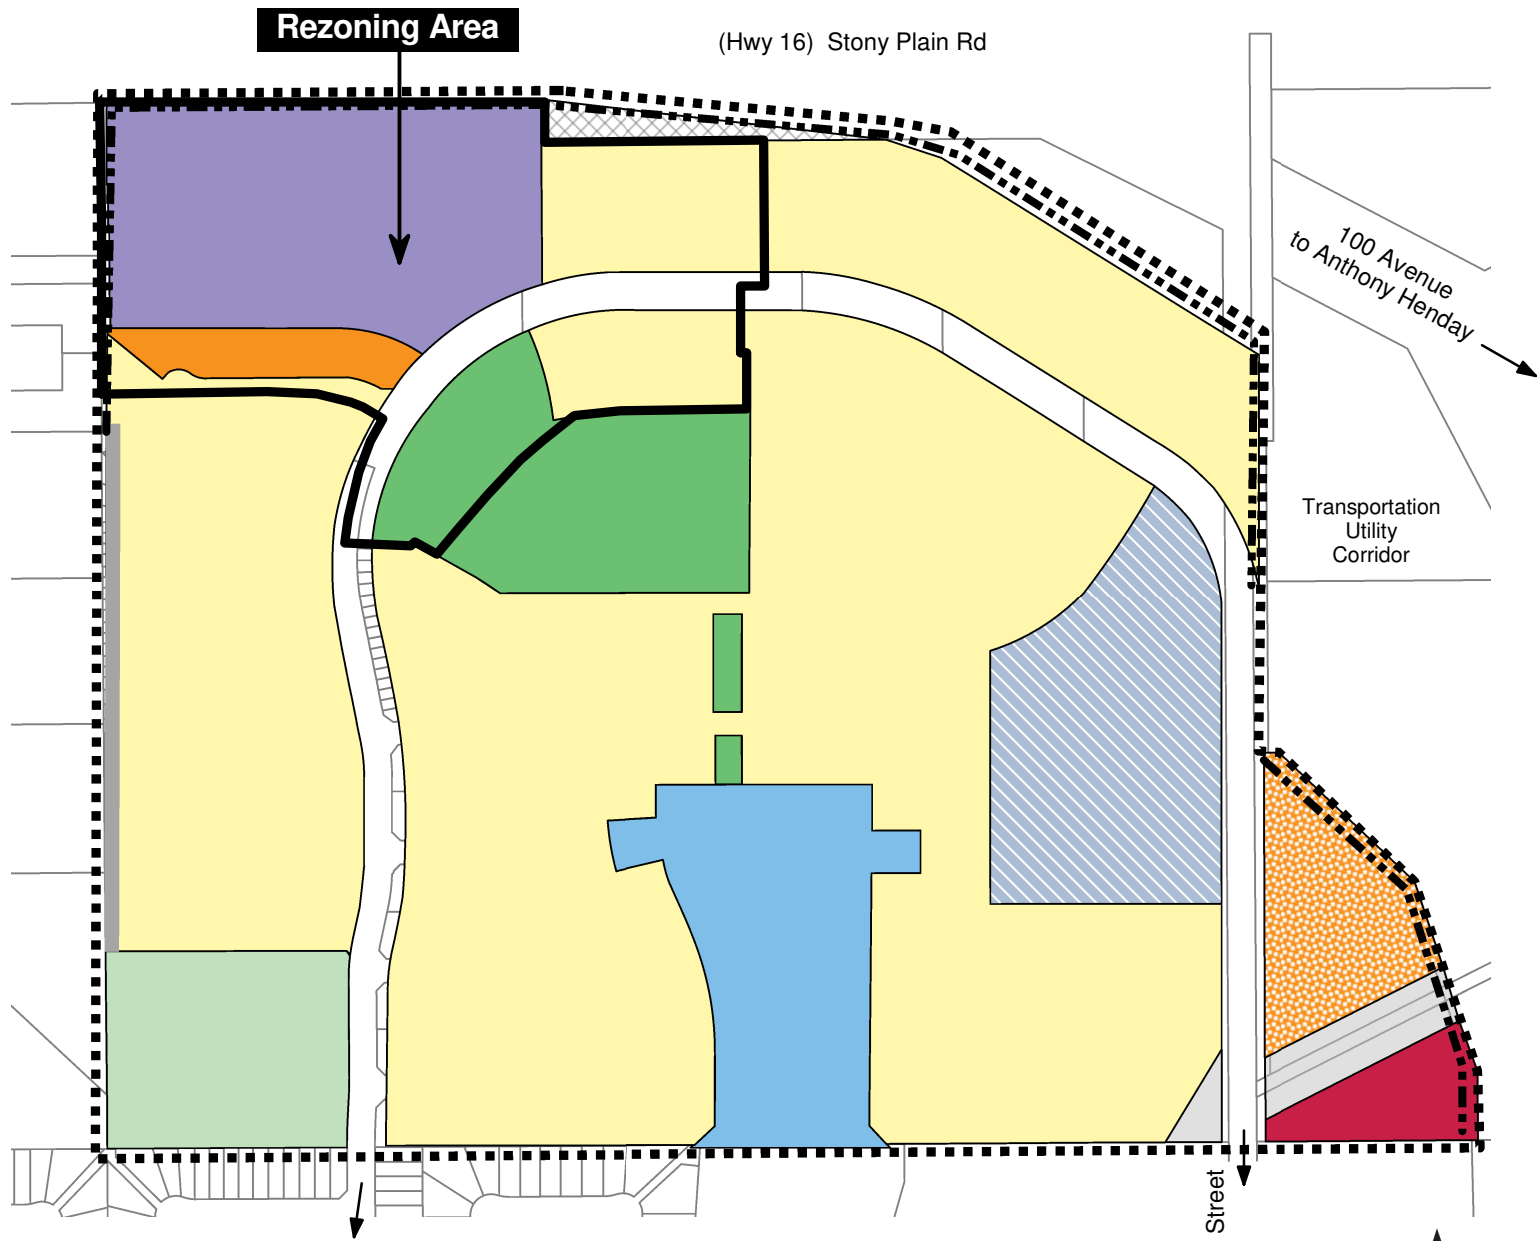 Rezoning Area
(Hwy 16) Stony Plain Rd
100 Avenue
to Anthony Henday
Transportation
Utility
Corridor
Street